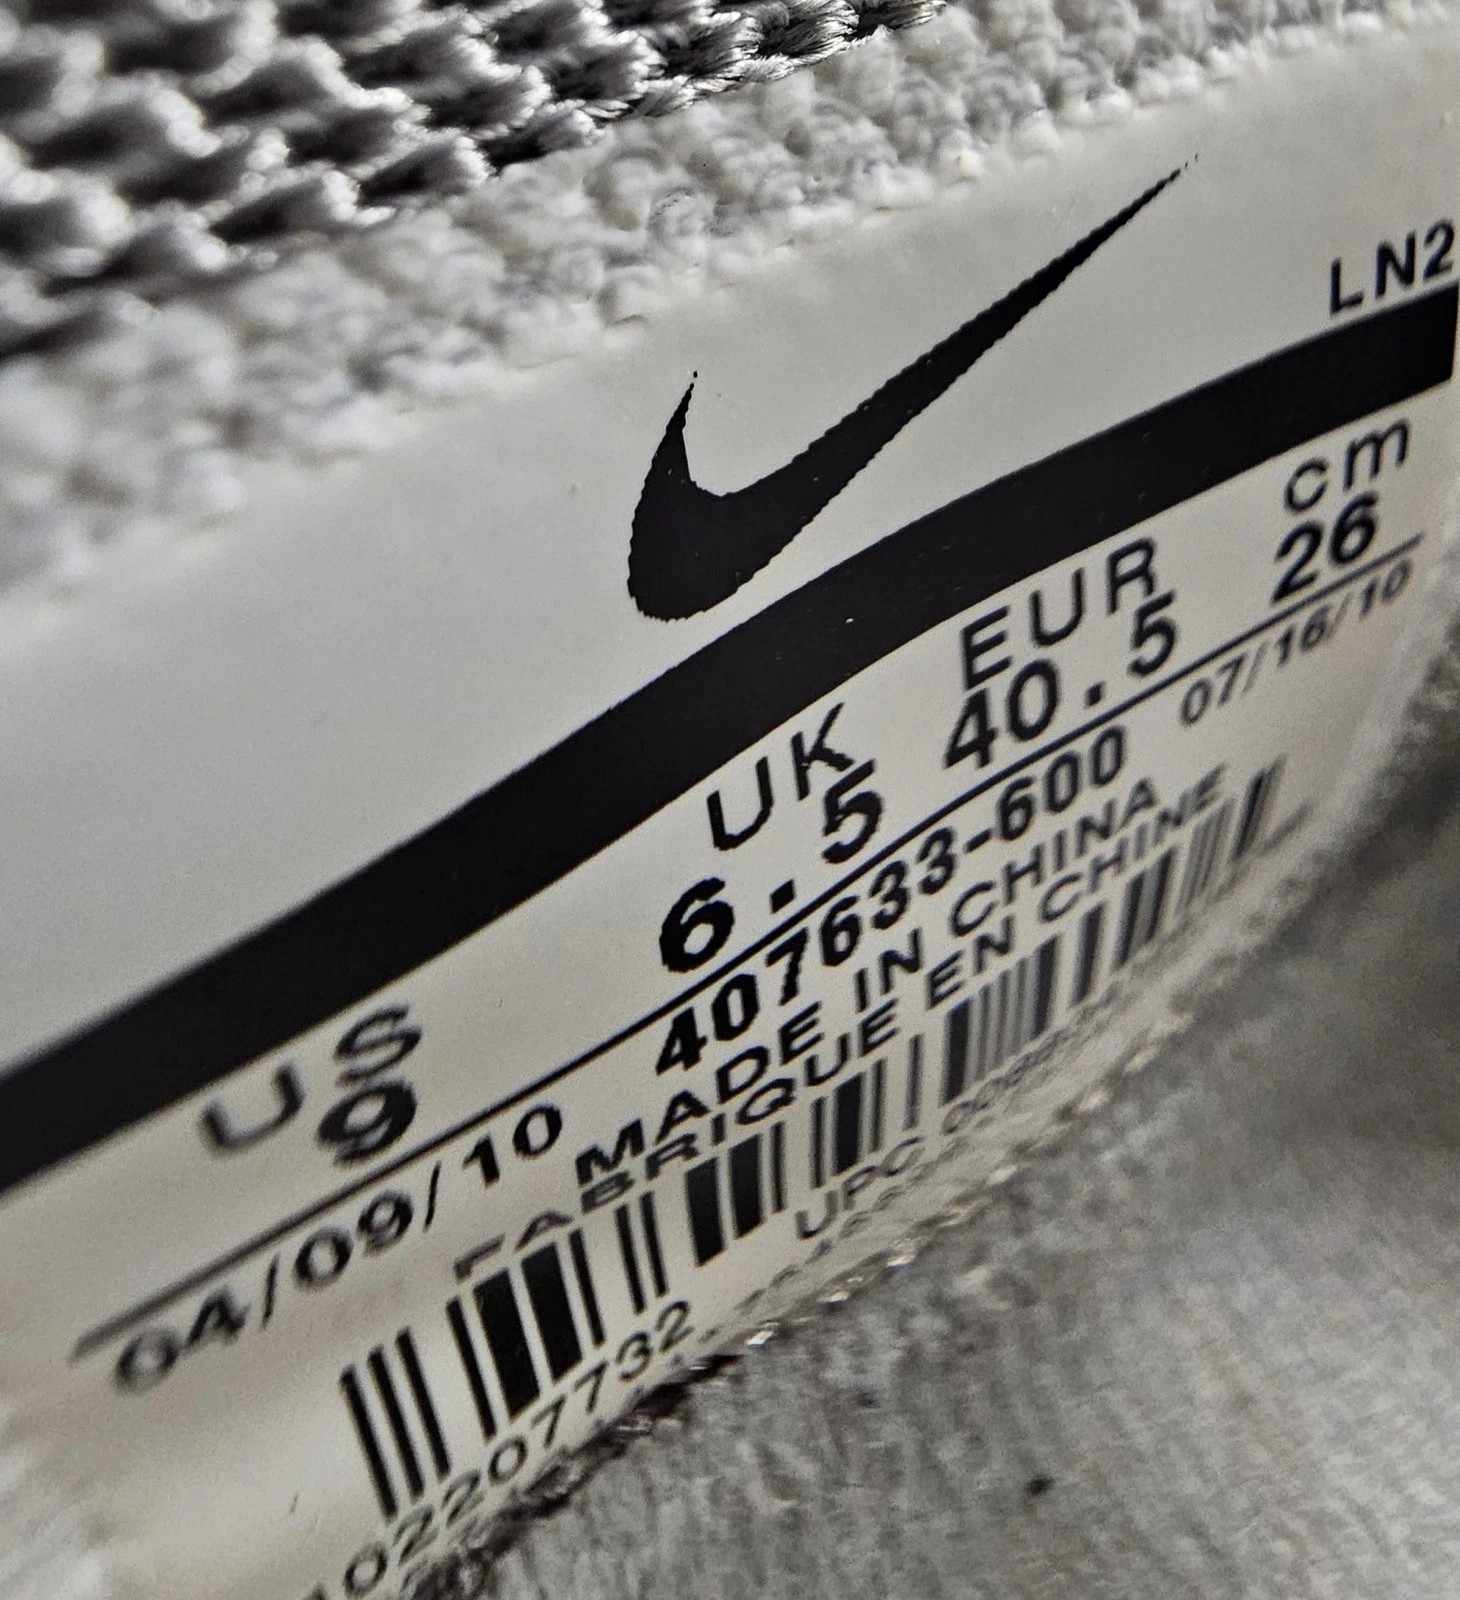 LN2
US UK EUR cm
9 6.5 40.5 26
04/09/10 407633-600 07/16/10
MADE IN CHINA
FABRIQUE EN CHINE
UPC